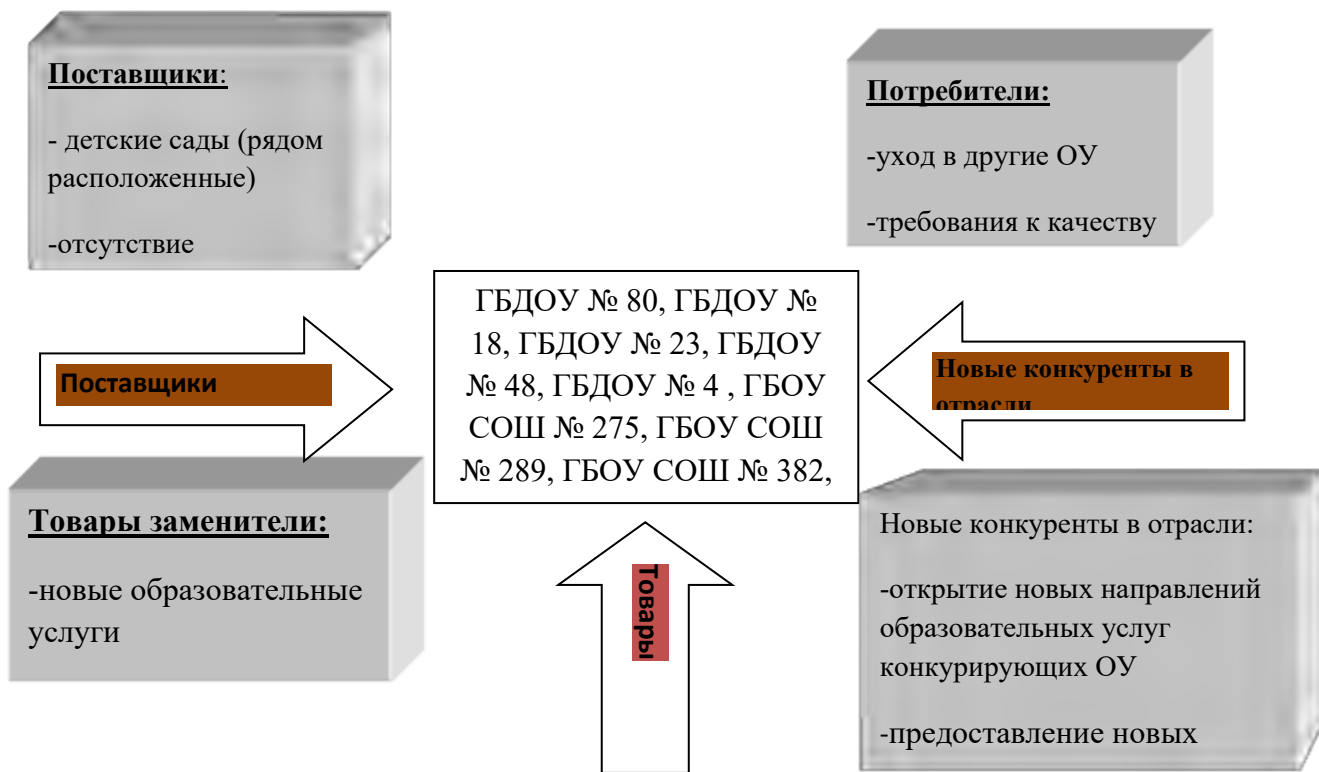 Поставщики:
- детские сады (рядом
расположенные)
-отсутствие
Потребители:
-уход в другие ОУ
-требования к качеству
ГБДОУ № 80, ГБДОУ №
18, ГБДОУ № 23, ГБДОУ
№ 48, ГБДОУ № 4 , ГБОУ
СОШ № 275, ГБОУ СОШ
№ 289, ГБОУ СОШ № 382,
Поставщики
Новые конкуренты в
отрасли
Товары заменители:
-новые образовательные
услуги
Товары
Новые конкуренты в отрасли:
-открытие новых направлений
образовательных услуг
конкурирующих ОУ
-предоставление новых